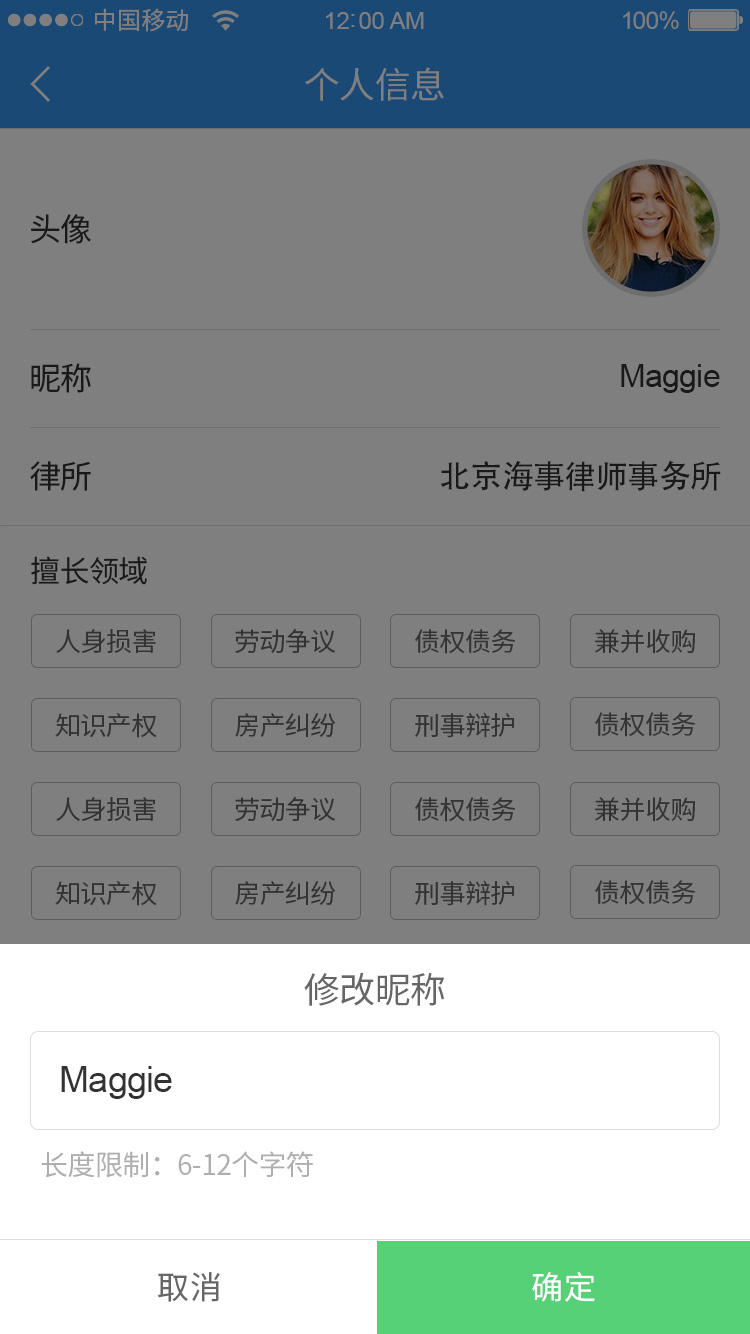 中国移动 12:00 AM 100%
个人信息
头像
昵称 Maggie
律所 北京海事律师事务所
擅长领域
人身损害 劳动争议 债权债务 兼并收购
知识产权 房产纠纷 刑事辩护 债权债务
人身损害 劳动争议 债权债务 兼并收购
知识产权 房产纠纷 刑事辩护 债权债务
修改昵称
Maggie
长度限制：6-12个字符
取消 确定